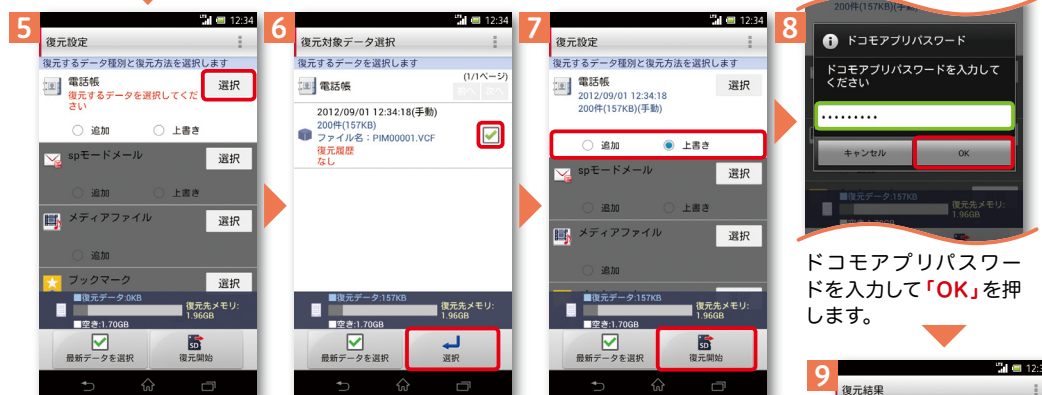 5
12:34
復元設定
復元するデータ種別と復元方法を選択します
電話帳
復元するデータを選択してくだ
さい
選択
追加
上書き
spモードメール
選択
追加
上書き
メディアファイル
選択
追加
ブックマーク
選択
■復元データ:0KB
復元先メモリ:
1.96GB
■空き:1.70GB
最新データを選択
復元開始
6
12:34
復元対象データ選択
復元するデータを選択します
電話帳
(1/1ページ)
前へ 次へ
2012/09/01 12:34:18(手動)
200件(157KB)
ファイル名：PIM00001.VCF
復元履歴
なし
■復元データ:157KB
復元先メモリ:
1.96GB
■空き:1.70GB
最新データを選択
選択
7
12:34
復元設定
復元するデータ種別と復元方法を選択します
電話帳
2012/09/01 12:34:18
200件(157KB)(手動)
選択
追加
上書き
spモードメール
選択
追加
上書き
メディアファイル
選択
追加
■復元データ:157KB
復元先メモリ:
1.96GB
■空き:1.70GB
最新データを選択
SD
復元開始
8
200件(157KB)(手動)
ドコモアプリパスワード
ドコモアプリパスワードを入力して
ください
•••••••••
キャンセル
OK
■復元データ:157KB
復元先メモリ:
1.96GB
ドコモアプリパスワー
ドを入力して「OK」を押
します。
9
復元結果